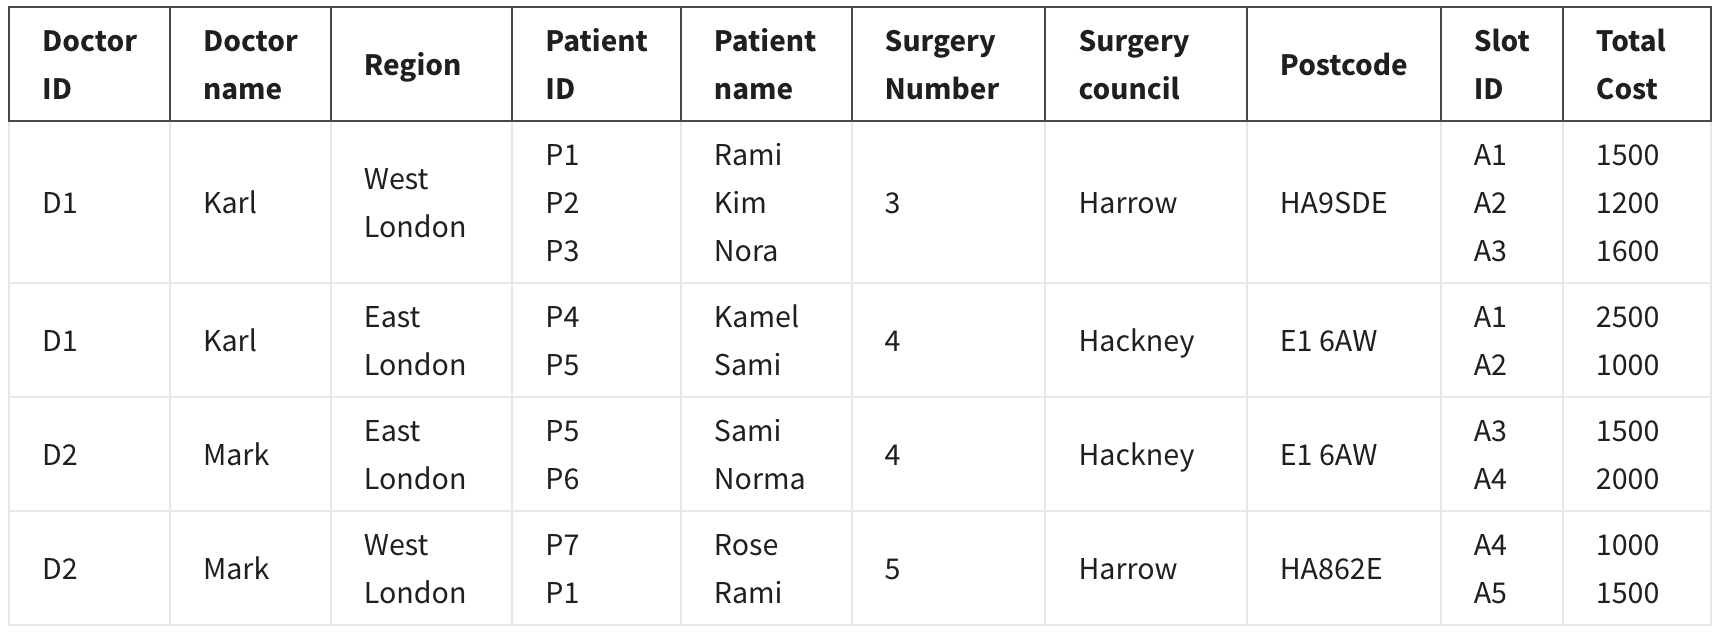 Doctor ID | Doctor name | Region | Patient ID | Patient name | Surgery Number | Surgery council | Postcode | Slot ID | Total Cost
D1 | Karl | West London | P1 P2 P3 | Rami Kim Nora | 3 | Harrow | HA9SDE | A1 A2 A3 | 1500 1200 1600
D1 | Karl | East London | P4 P5 | Kamel Sami | 4 | Hackney | E1 6AW | A1 A2 | 2500 1000
D2 | Mark | East London | P5 P6 | Sami Norma | 4 | Hackney | E1 6AW | A3 A4 | 1500 2000
D2 | Mark | West London | P7 P1 | Rose Rami | 5 | Harrow | HA862E | A4 A5 | 1000 1500